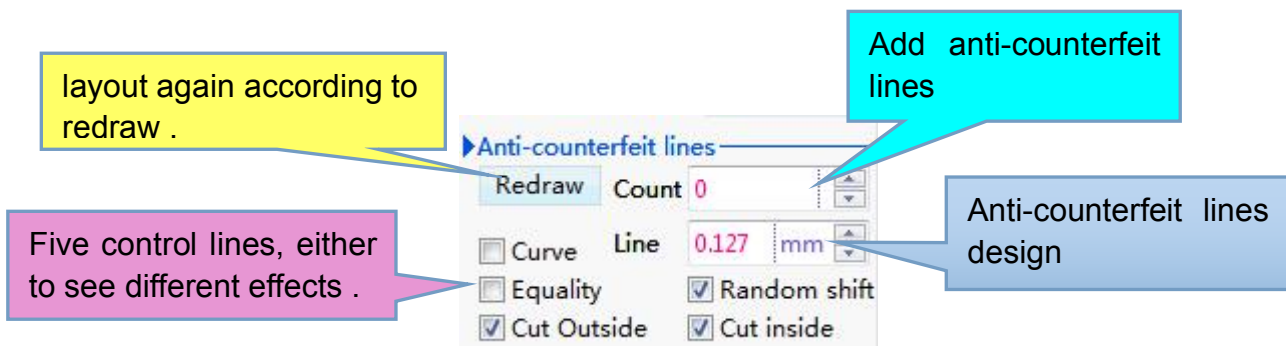 Add anti-counterfeit
lines
layout again according to
redraw .
Anti-counterfeit lines
Redraw Count 0
Anti-counterfeit lines
design
Five control lines, either
to see different effects .
Curve Line 0.127 mm
Equality Random shift
Cut Outside Cut inside